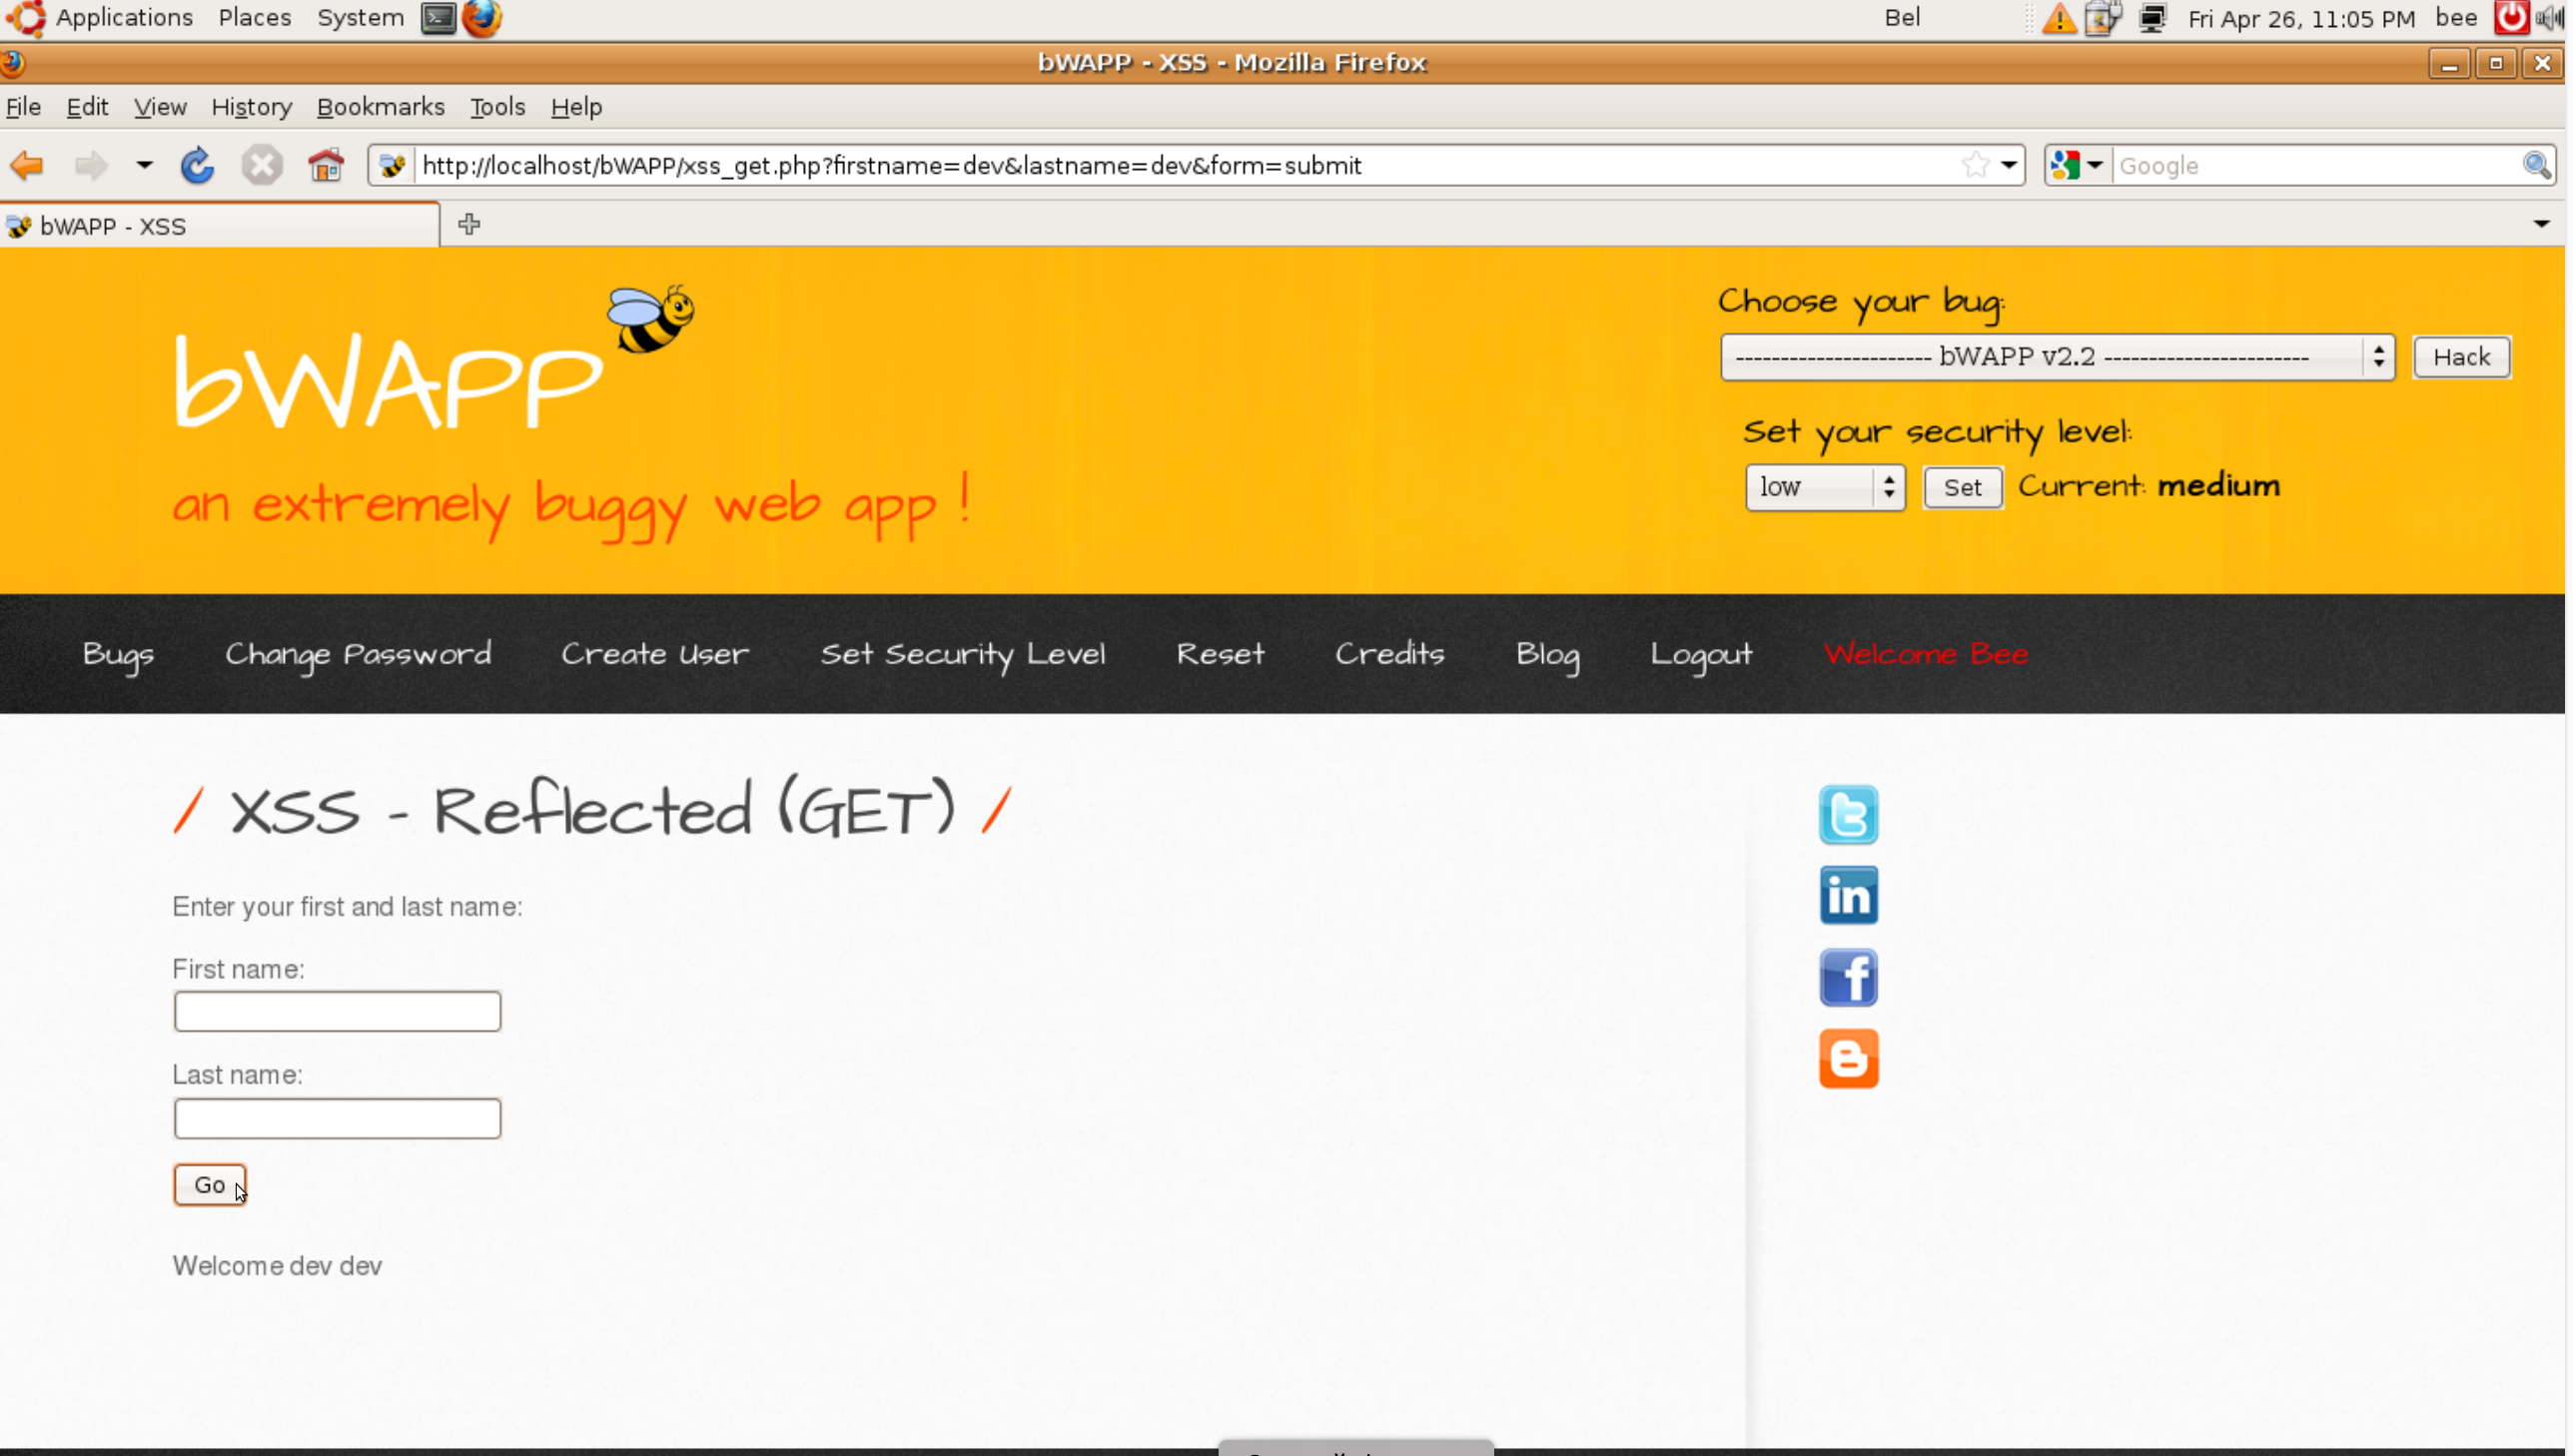 Applications Places System Bel Fri Apr 26, 11:05 PM bee
bWAPP - XSS - Mozilla Firefox
File Edit View History Bookmarks Tools Help
http://localhost/bWAPP/xss_get.php?firstname=dev&lastname=dev&form=submit Google
bWAPP - XSS
bWAPP
an extremely buggy web app !
Choose your bug:
---------------------- bWAPP v2.2 ----------------------- Hack
Set your security level:
low Set Current: medium
Bugs Change Password Create User Set Security Level Reset Credits Blog Logout Welcome Bee
/ XSS - Reflected (GET) /
Enter your first and last name:
First name:
Last name:
Go
Welcome dev dev
in
f